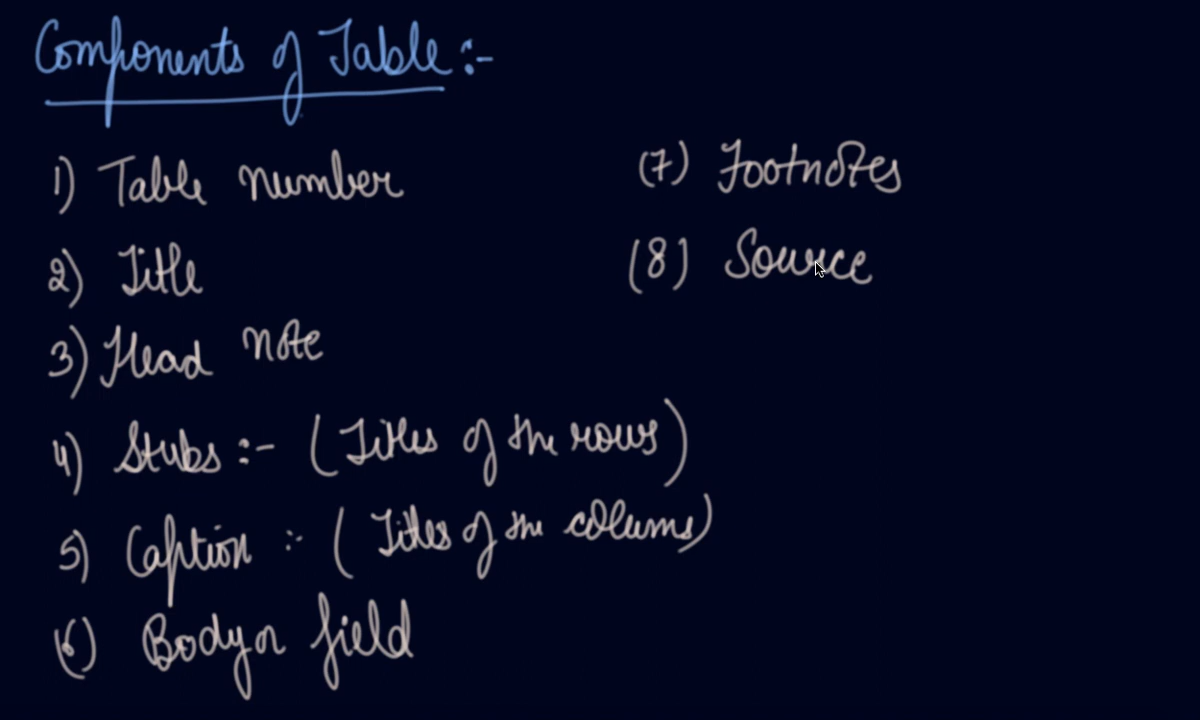 Components of Table :-
1) Table number
2) Title
3) Head note
4) Stubs :- (Titles of the rows)
5) Caption :- (Titles of the colums)
(6) Body or field
(7) Footnotes
(8) Source